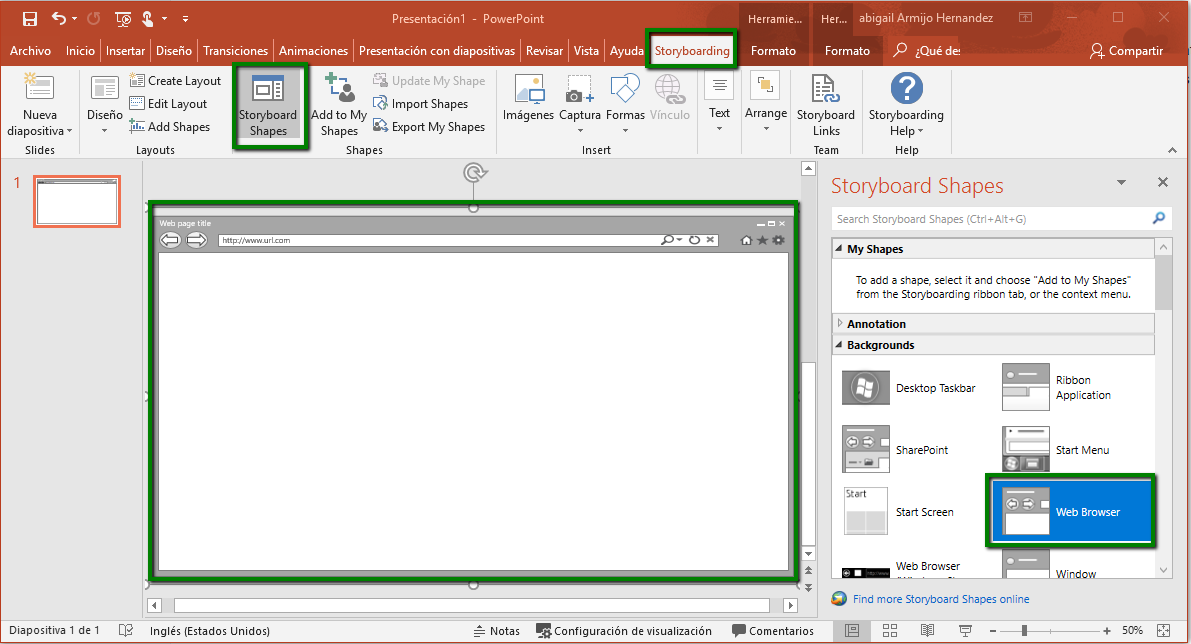 Presentación1 - PowerPoint
Herramie...
Her...
abigail Armijo Hernandez
Archivo Inicio Insertar Diseño Transiciones Animaciones Presentación con diapositivas Revisar Vista Ayuda Storyboarding Formato Formato ¿Qué des Compartir
Nueva
diapositiva
Slides
Diseño
Create Layout
Edit Layout
Add Shapes
Layouts
Storyboard
Shapes
Add to My
Shapes
Update My Shape
Import Shapes
Export My Shapes
Shapes
Imágenes
Captura
Formas
Vínculo
Insert
Text
Arrange
Storyboard
Links
Team
Storyboarding
Help
Help
1
Web page title
http://www.url.com
Storyboard Shapes
Search Storyboard Shapes (Ctrl+Alt+G)
My Shapes
To add a shape, select it and choose "Add to My Shapes"
from the Storyboarding ribbon tab, or the context menu.
Annotation
Backgrounds
Desktop Taskbar
Ribbon
Application
SharePoint
Start Menu
Start
Start Screen
Web Browser
Web Browser
Window
Find more Storyboard Shapes online
Diapositiva 1 de 1 Inglés (Estados Unidos) Notas Configuración de visualización Comentarios 50%